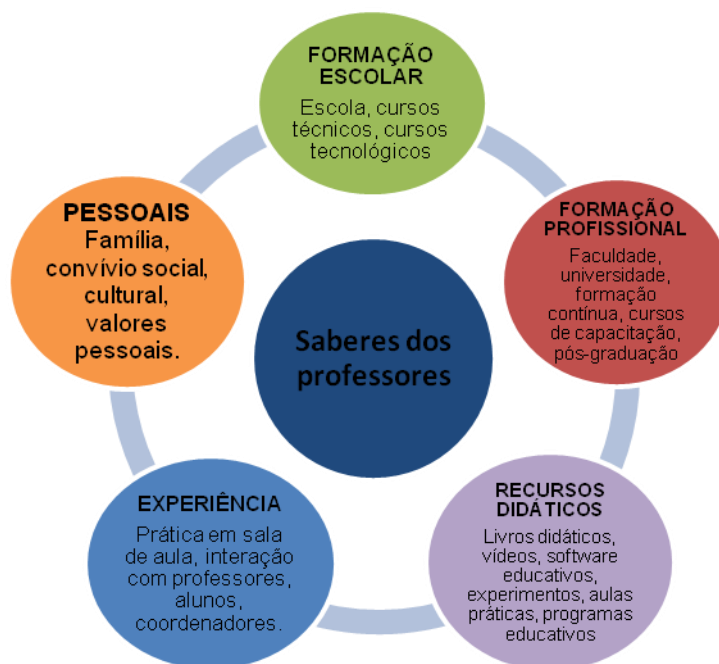 FORMAÇÃO
ESCOLAR
Escola, cursos
técnicos, cursos
tecnológicos
PESSOAIS
Família,
convívio social,
cultural,
valores
pessoais.
FORMAÇÃO
PROFISSIONAL
Faculdade,
universidade,
formação
contínua, cursos
de capacitação,
pós-graduação
Saberes dos
professores
EXPERIÊNCIA
Prática em sala
de aula, interação
com professores,
alunos,
coordenadores.
RECURSOS
DIDÁTICOS
Livros didáticos,
vídeos, software
educativos,
experimentos, aulas
práticas, programas
educativos